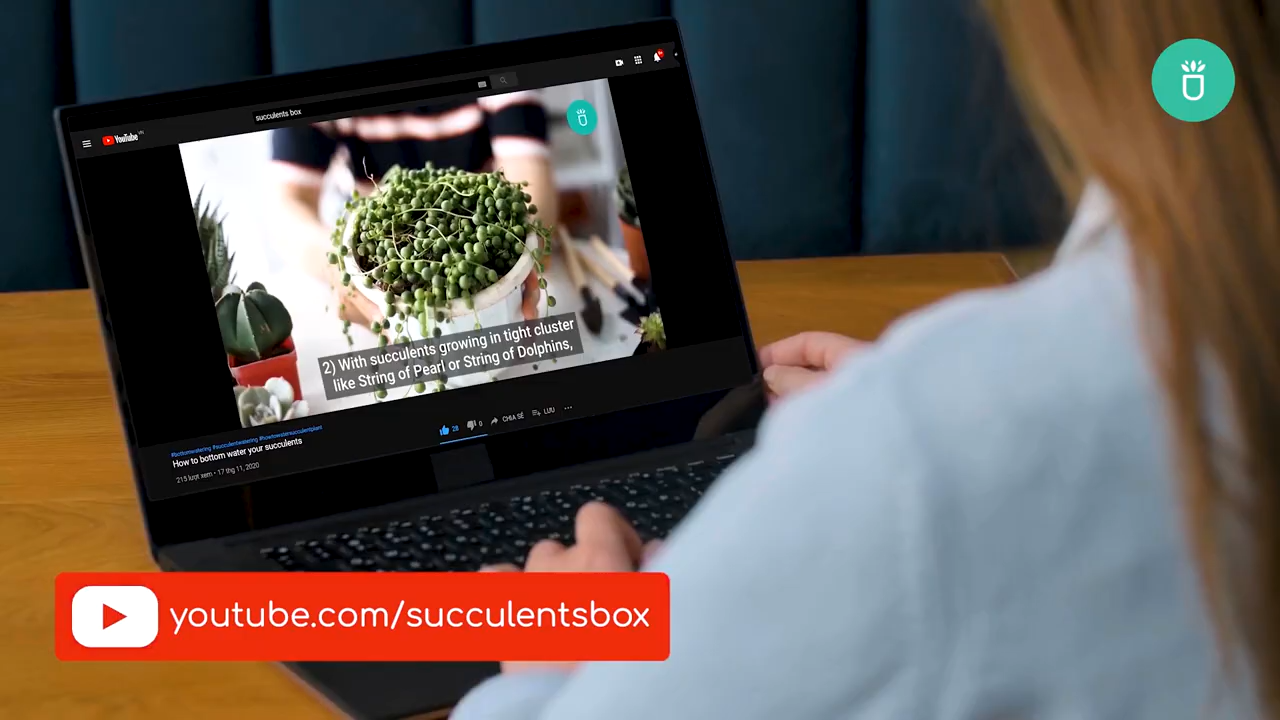 YouTube VN
succulents box
9+
2) With succulents growing in tight cluster
like String of Pearl or String of Dolphins,
#bottomwatering #succulentwatering #howtowatersucculentplant
How to bottom water your succulents
215 lượt xem • 17 thg 11, 2020
28
0
CHIA SẺ
LƯU
youtube.com/succulentsbox